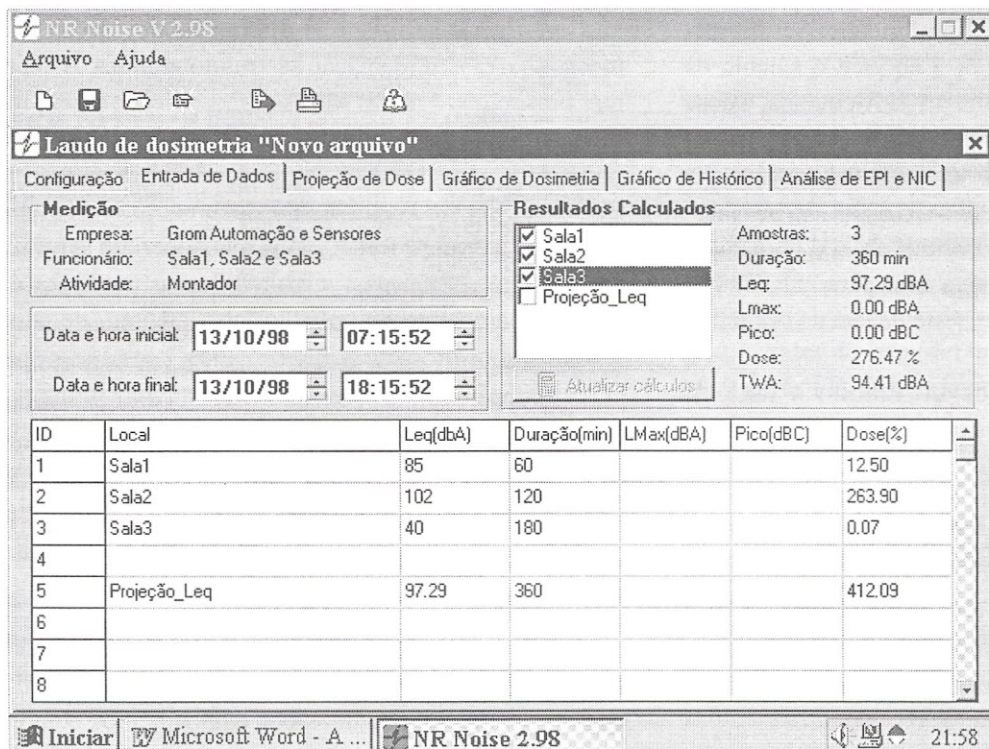 NR Noise V 2.98
Arquivo Ajuda
Laudo de dosimetria "Novo arquivo"
Configuração Entrada de Dados Projeção de Dose Gráfico de Dosimetria Gráfico de Histórico Análise de EPI e NIC
Medição
Empresa: Grom Automação e Sensores
Funcionário: Sala1, Sala2 e Sala3
Atividade: Montador
Data e hora inicial: 13/10/98 07:15:52
Data e hora final: 13/10/98 18:15:52
Resultados Calculados
Sala1
Sala2
Sala3
Projeção_Leq
Atualizar cálculos
Amostras: 3
Duração: 360 min
Leq: 97.29 dBA
Lmax: 0.00 dBA
Pico: 0.00 dBC
Dose: 276.47 %
TWA: 94.41 dBA
ID Local Leq(dbA) Duração(min) LMax(dBA) Pico(dBC) Dose(%)
1 Sala1 85 60 12.50
2 Sala2 102 120 263.90
3 Sala3 40 180 0.07
4
5 Projeção_Leq 97.29 360 412.09
6
7
8
Iniciar Microsoft Word - A ... NR Noise 2.98 21:58